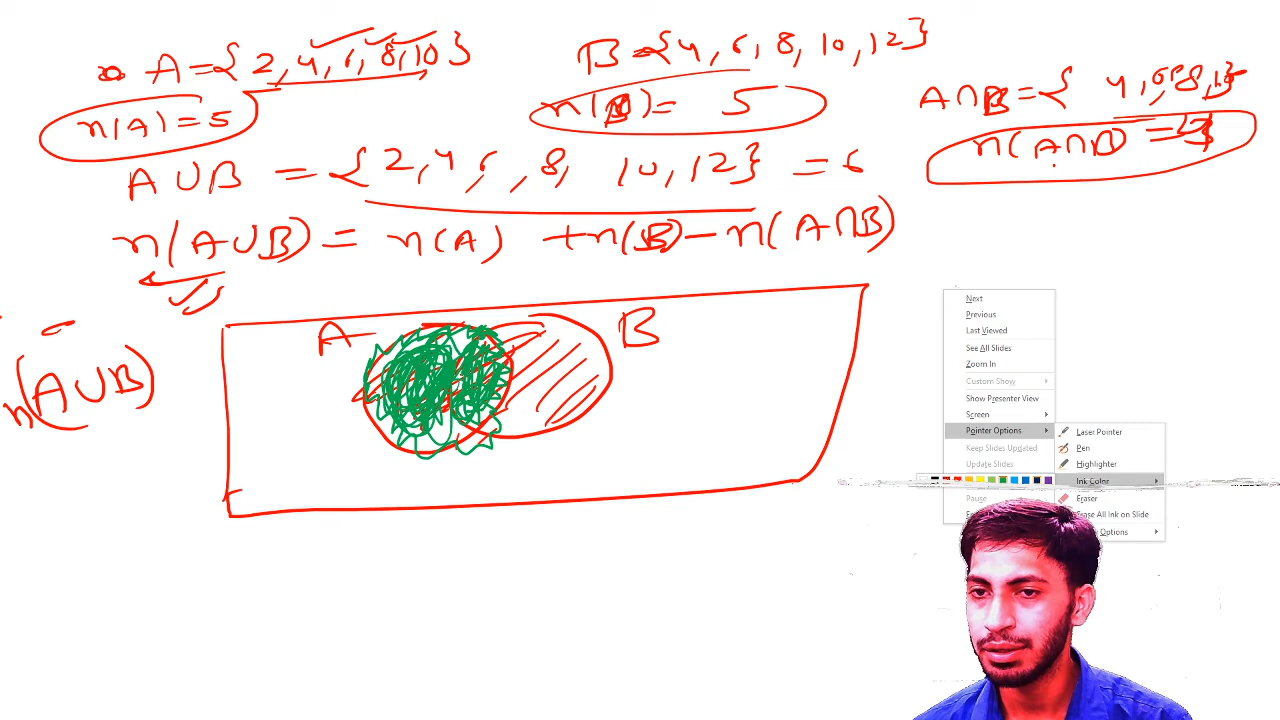 A = {2, 4, 6, 8, 10}
B = {4, 6, 8, 10, 12}
n(A) = 5
n(B) = 5
A∩B = { 4, 6, 8, 10}
n(A∩B) =
A∪B = {2, 4, 6, 8, 10, 12} = 6
n(A∪B) = n(A) + n(B) - n(A∩B)
A
B
n(A∪B)
Next
Previous
Last Viewed
See All Slides
Zoom In
Custom Show
Show Presenter View
Screen
Pointer Options
Keep Slides Updated
Update Slides
Pause
Laser Pointer
Pen
Highlighter
Ink Color
Eraser
Erase All Ink on Slide
Options